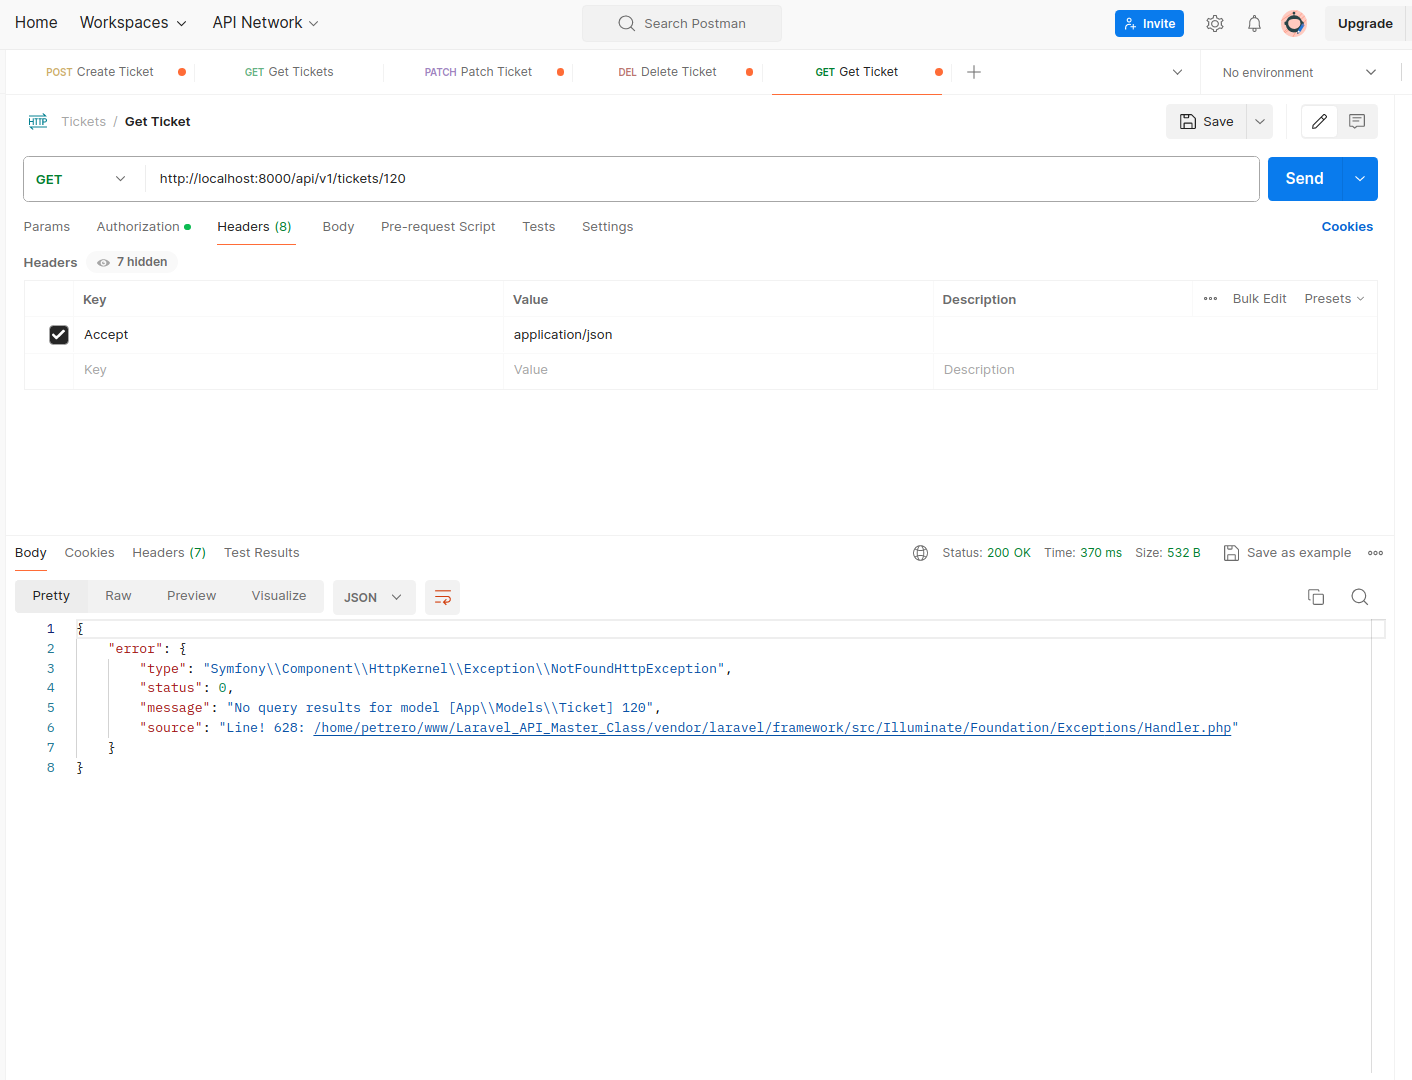 Home Workspaces API Network Search Postman Invite Upgrade
POST Create Ticket GET Get Tickets PATCH Patch Ticket DEL Delete Ticket GET Get Ticket No environment
HTTP Tickets / Get Ticket Save
GET http://localhost:8000/api/v1/tickets/120 Send
Params Authorization Headers (8) Body Pre-request Script Tests Settings Cookies
Headers 7 hidden
Key Value Description Bulk Edit Presets
Accept application/json
Key Value Description
Body Cookies Headers (7) Test Results Status: 200 OK Time: 370 ms Size: 532 B Save as example
Pretty Raw Preview Visualize JSON
1 {
2 "error": {
3 "type": "Symfony\\Component\\HttpKernel\\Exception\\NotFoundHttpException",
4 "status": 0,
5 "message": "No query results for model [App\\Models\\Ticket] 120",
6 "source": "Line! 628: /home/petrero/www/Laravel_API_Master_Class/vendor/laravel/framework/src/Illuminate/Foundation/Exceptions/Handler.php"
7 }
8 }